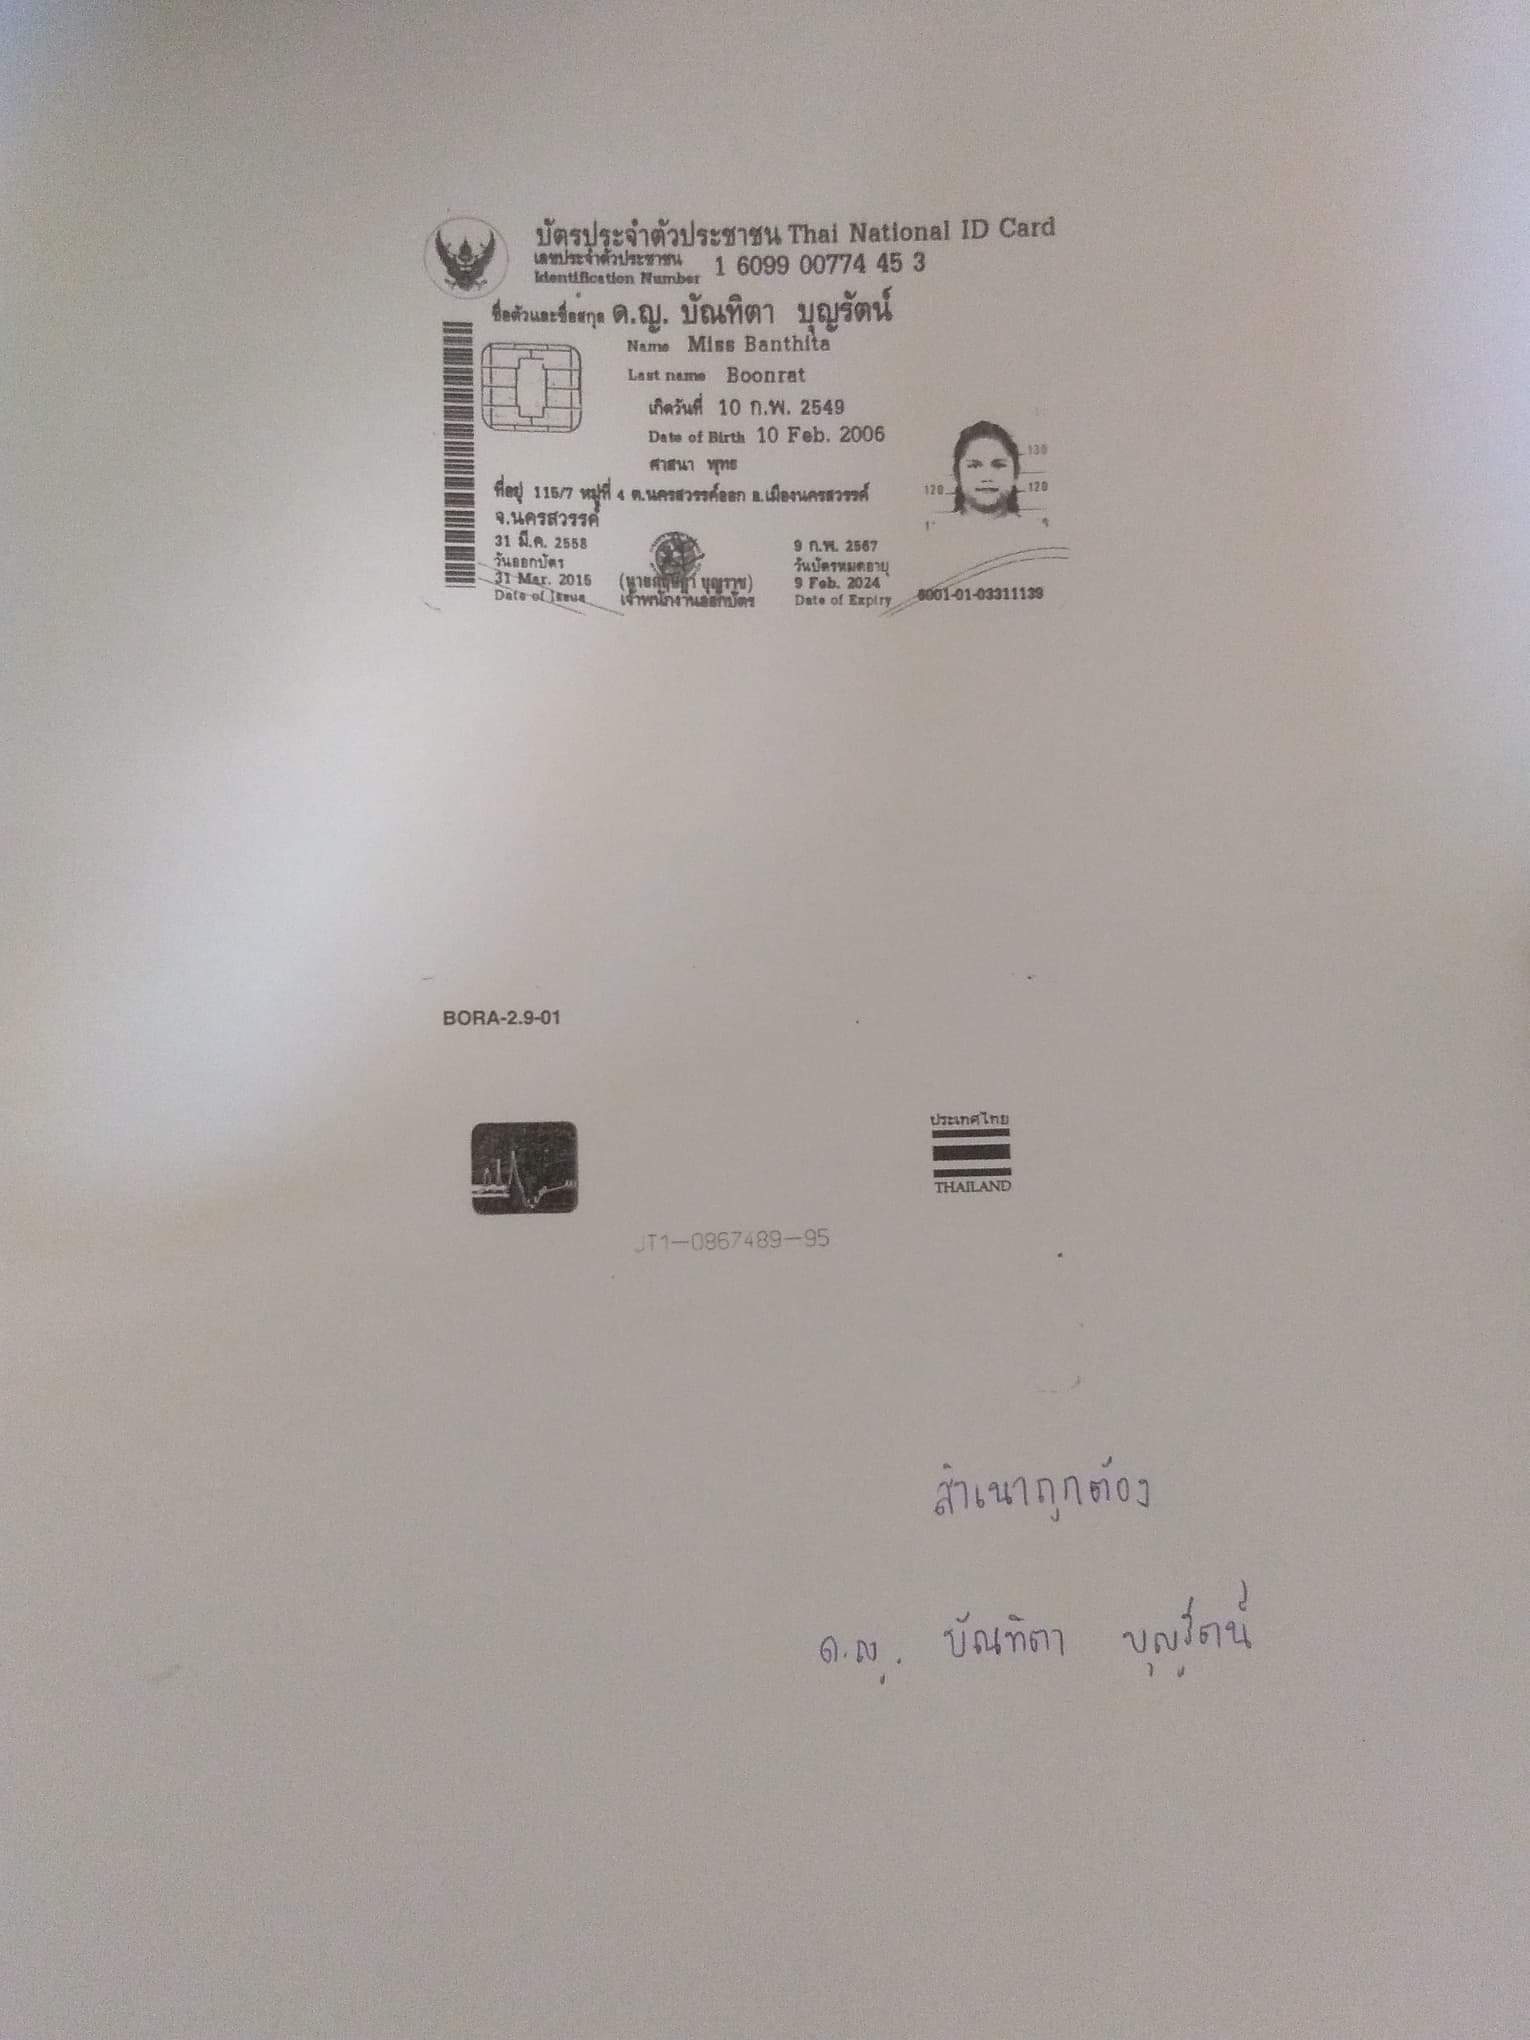 บัตรประจำตัวประชาชน Thai National ID Card
เลขประจำตัวประชาชน
Identification Number 1 6099 00774 45 3
ชื่อตัวและชื่อสกุล ด.ญ. บัณทิตา บุญรัตน์
Name Miss Banthita
Last name Boonrat
เกิดวันที่ 10 ก.พ. 2549
Date of Birth 10 Feb. 2006
ศาสนา พุทธ
130
120 120
ที่อยู่ 115/7 หมู่ที่ 4 ต.นครสวรรค์ออก อ.เมืองนครสวรรค์
จ.นครสวรรค์
31 มี.ค. 2558
วันออกบัตร
31 Mar. 2015
Date of Issue
บุญราช)
เจ้าพนักงานออกบัตร
9 ก.พ. 2567
วันบัตรหมดอายุ
9 Feb. 2024
Date of Expiry
6001-01-03311139
BORA-2.9-01
ประเทศไทย
THAILAND
JT1-0867489-95
สำเนาถูกต้อง
ด.ญ. บัณทิตา บุญรัตน์